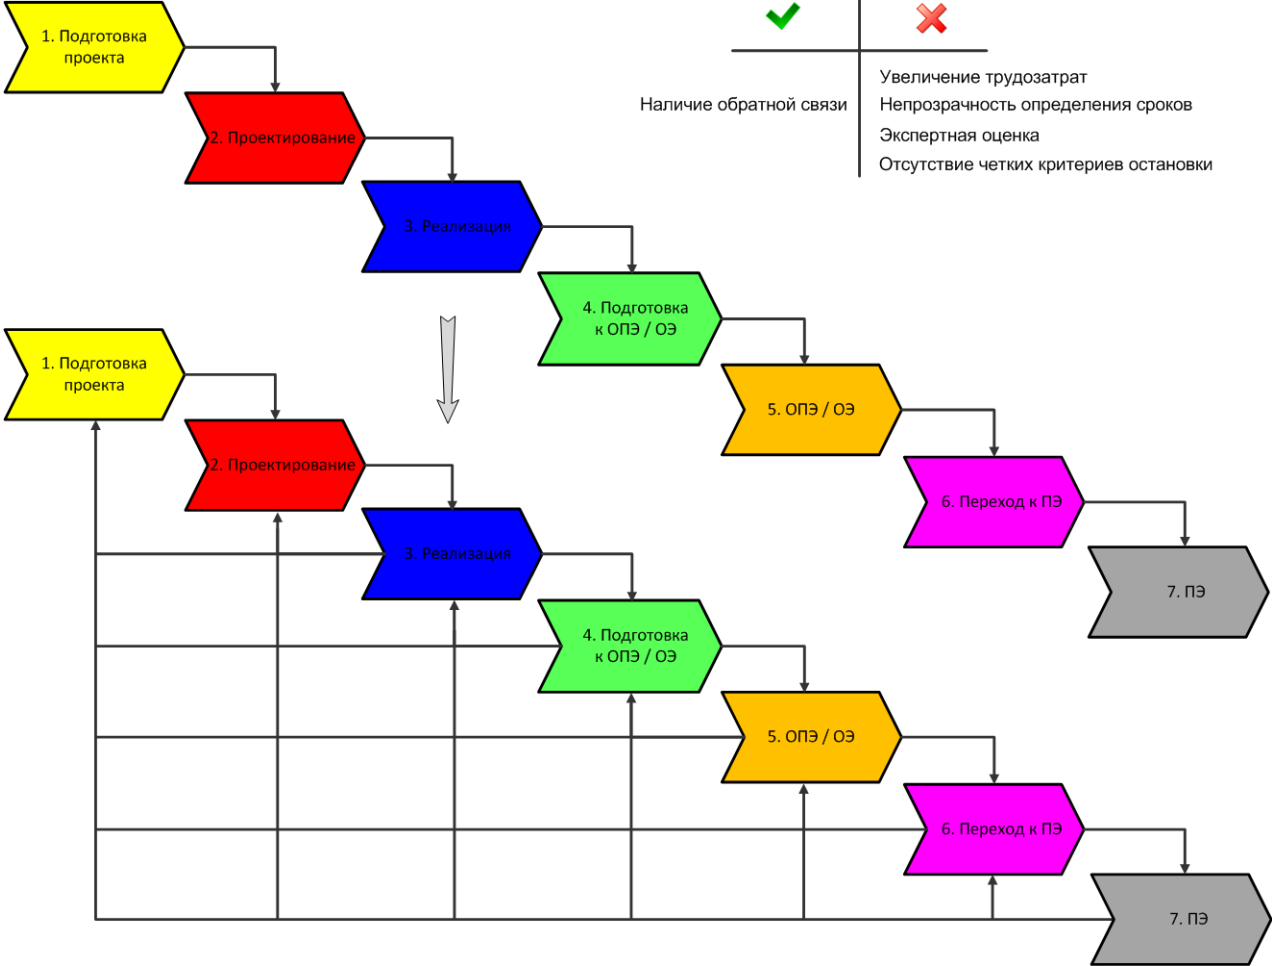 1. Подготовка
проекта
2. Проектирование
3. Реализация
4. Подготовка
к ОПЭ / ОЭ
5. ОПЭ / ОЭ
6. Переход к ПЭ
7. ПЭ
Наличие обратной связи
Увеличение трудозатрат
Непрозрачность определения сроков
Экспертная оценка
Отсутствие четких критериев остановки
1. Подготовка
проекта
2. Проектирование
3. Реализация
4. Подготовка
к ОПЭ / ОЭ
5. ОПЭ / ОЭ
6. Переход к ПЭ
7. ПЭ